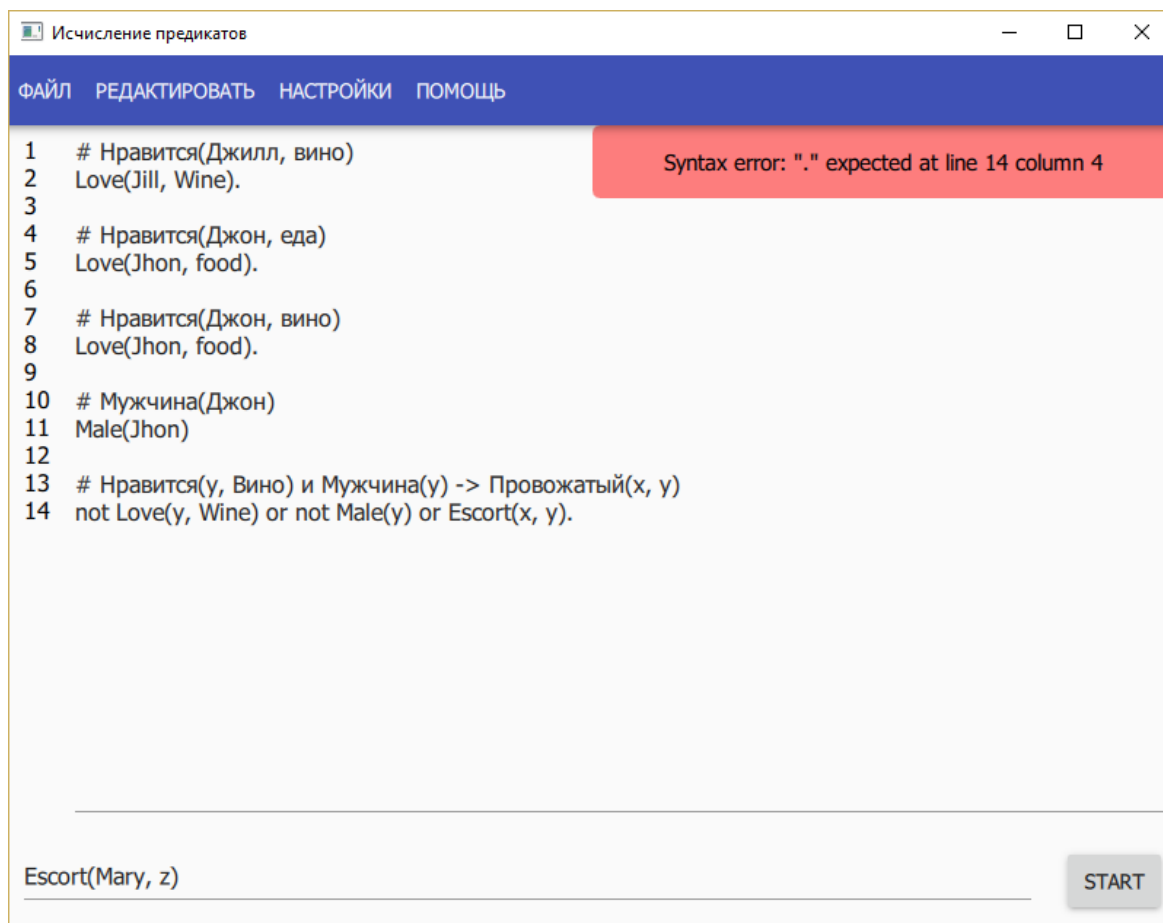 Исчисление предикатов
ФАЙЛ РЕДАКТИРОВАТЬ НАСТРОЙКИ ПОМОЩЬ
Syntax error: "." expected at line 14 column 4
1 # Нравится(Джилл, вино)
2 Love(Jill, Wine).
3
4 # Нравится(Джон, еда)
5 Love(Jhon, food).
6
7 # Нравится(Джон, вино)
8 Love(Jhon, food).
9
10 # Мужчина(Джон)
11 Male(Jhon)
12
13 # Нравится(y, Вино) и Мужчина(y) -> Провожатый(x, y)
14 not Love(y, Wine) or not Male(y) or Escort(x, y).
Escort(Mary, z)
START